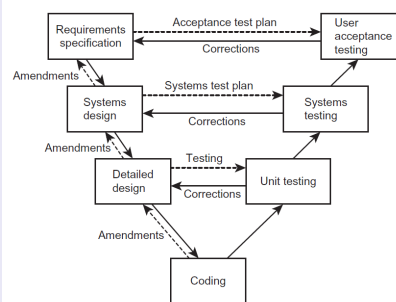 Requirements
specification
Acceptance test plan
Corrections
User
acceptance
testing
Amendments
Systems
design
Systems test plan
Corrections
Systems
testing
Amendments
Detailed
design
Testing
Corrections
Unit testing
Amendments
Coding